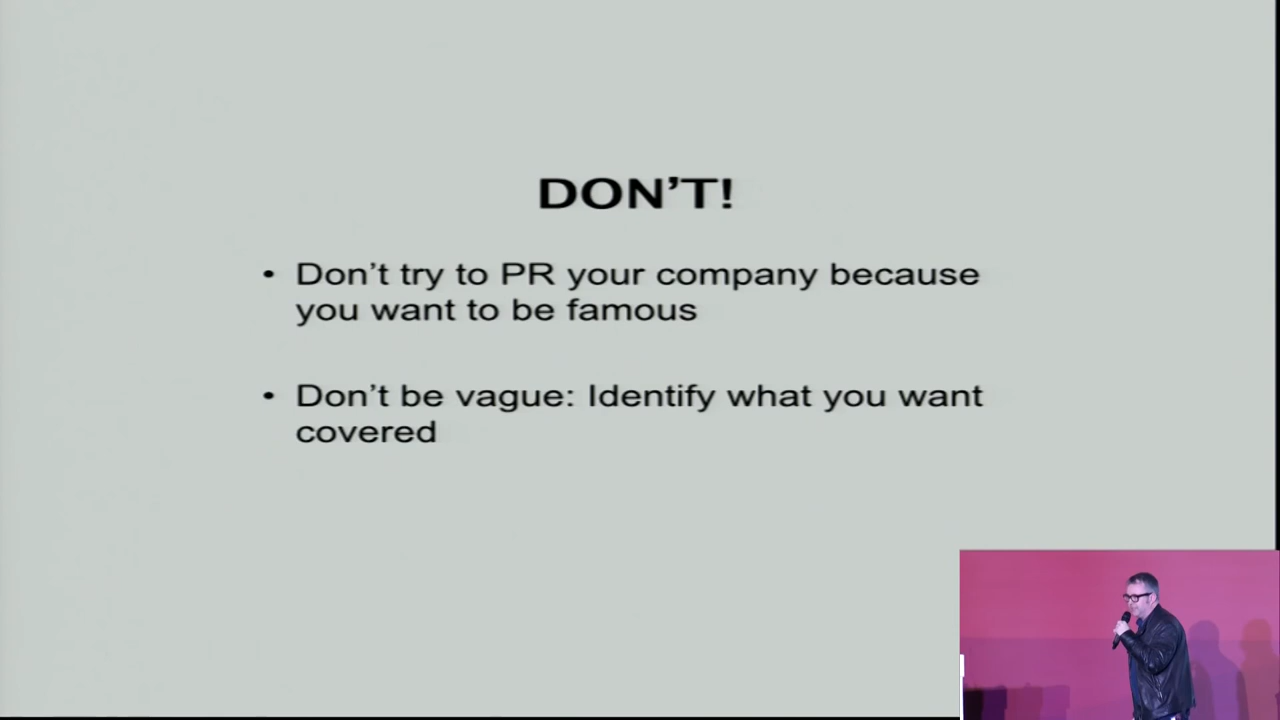 DON’T!
• Don’t try to PR your company because
you want to be famous
• Don’t be vague: Identify what you want
covered